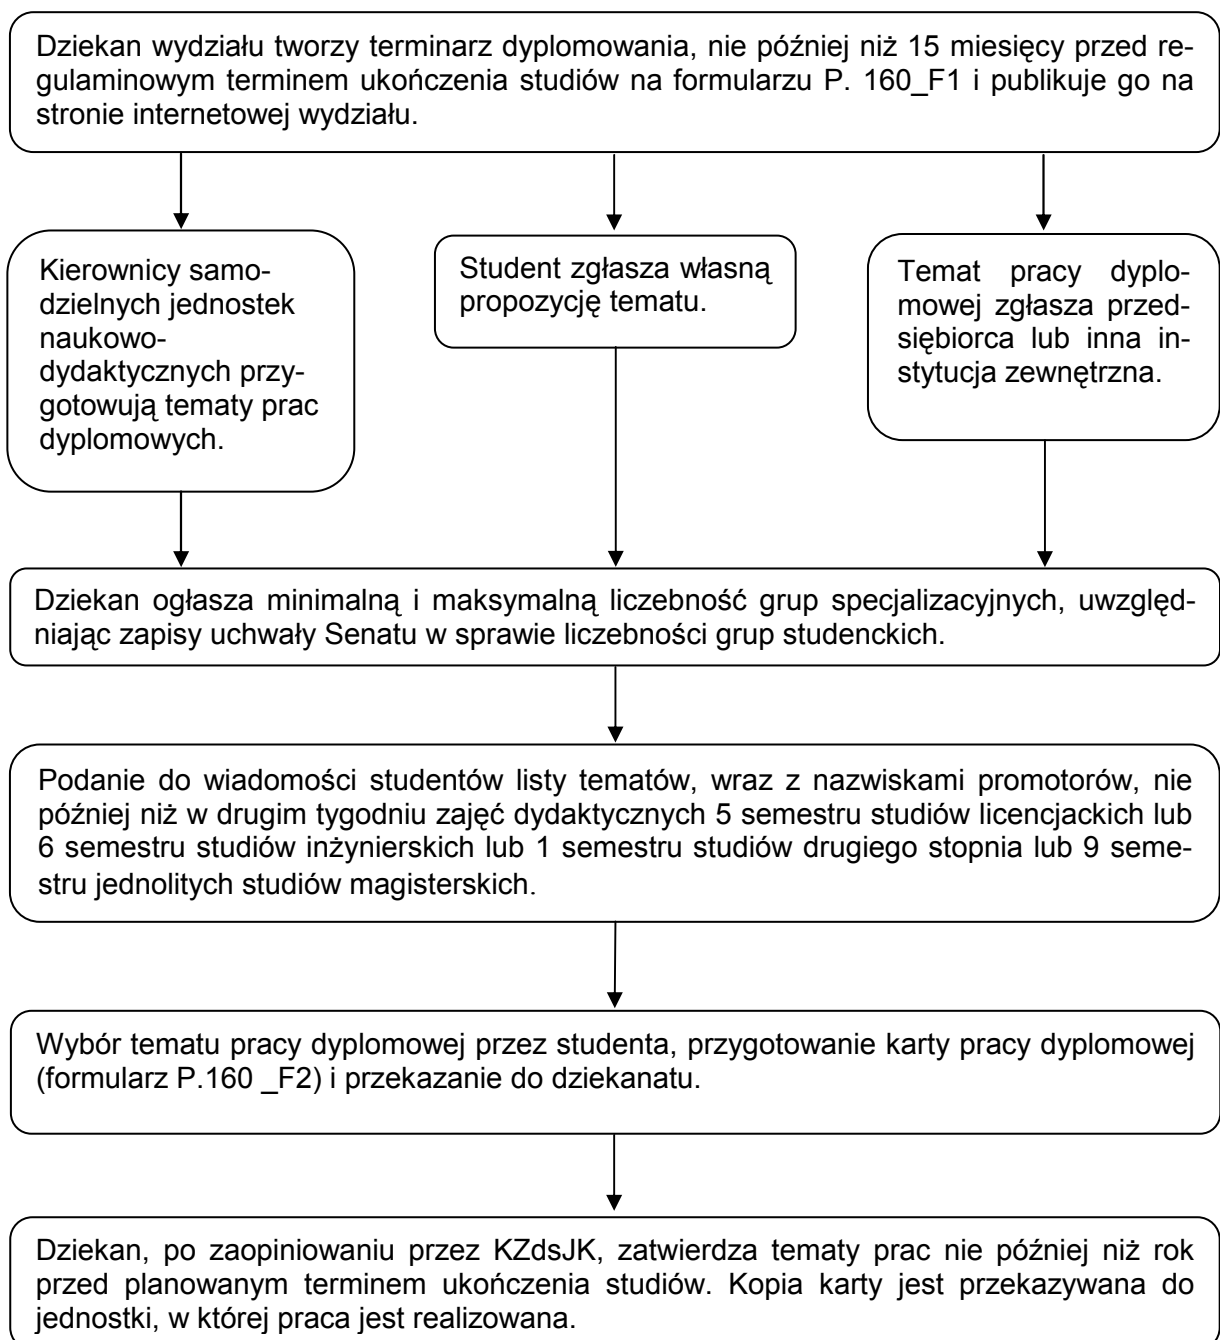 Dziekan wydziału tworzy terminarz dyplomowania, nie później niż 15 miesięcy przed re-
gulaminowym terminem ukończenia studiów na formularzu P. 160_F1 i publikuje go na
stronie internetowej wydziału.
Kierownicy samo-
dzielnych jednostek
naukowo-
dydaktycznych przy-
gotowują tematy prac
dyplomowych.
Student zgłasza własną
propozycję tematu.
Temat pracy dyplo-
mowej zgłasza przed-
siębiorca lub inna in-
stytucja zewnętrzna.
Dziekan ogłasza minimalną i maksymalną liczebność grup specjalizacyjnych, uwzględ-
niając zapisy uchwały Senatu w sprawie liczebności grup studenckich.
Podanie do wiadomości studentów listy tematów, wraz z nazwiskami promotorów, nie
później niż w drugim tygodniu zajęć dydaktycznych 5 semestru studiów licencjackich lub
6 semestru studiów inżynierskich lub 1 semestru studiów drugiego stopnia lub 9 seme-
stru jednolitych studiów magisterskich.
Wybór tematu pracy dyplomowej przez studenta, przygotowanie karty pracy dyplomowej
(formularz P.160 _F2) i przekazanie do dziekanatu.
Dziekan, po zaopiniowaniu przez KZdsJK, zatwierdza tematy prac nie później niż rok
przed planowanym terminem ukończenia studiów. Kopia karty jest przekazywana do
jednostki, w której praca jest realizowana.